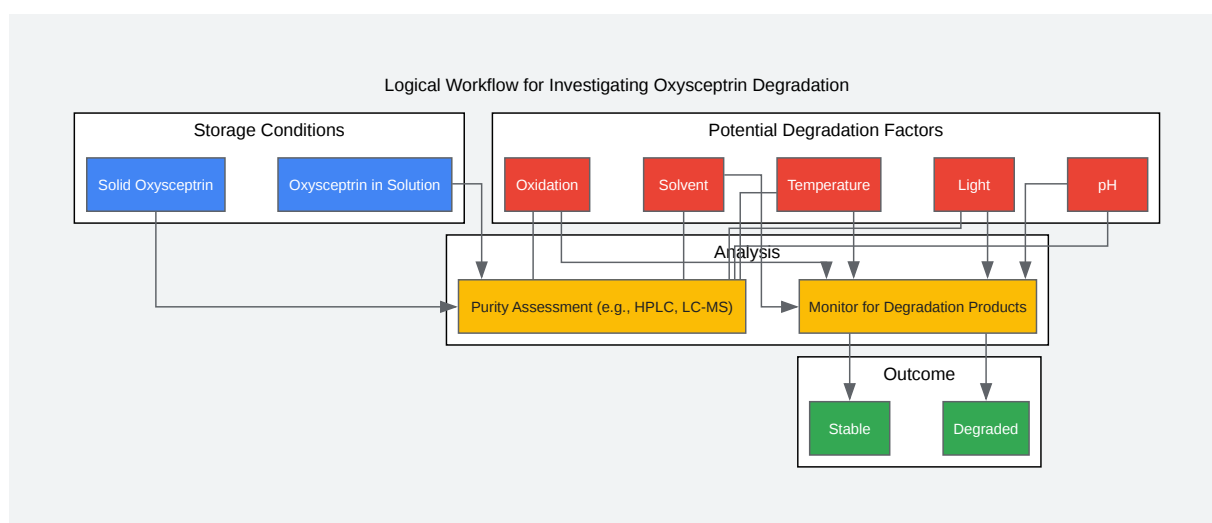 Logical Workflow for Investigating Oxysceptrin Degradation
Storage Conditions
Solid Oxysceptrin
Oxysceptrin in Solution
Potential Degradation Factors
Oxidation
Solvent
Temperature
Light
pH
Analysis
Purity Assessment (e.g., HPLC, LC-MS)
Monitor for Degradation Products
Outcome
Stable
Degraded